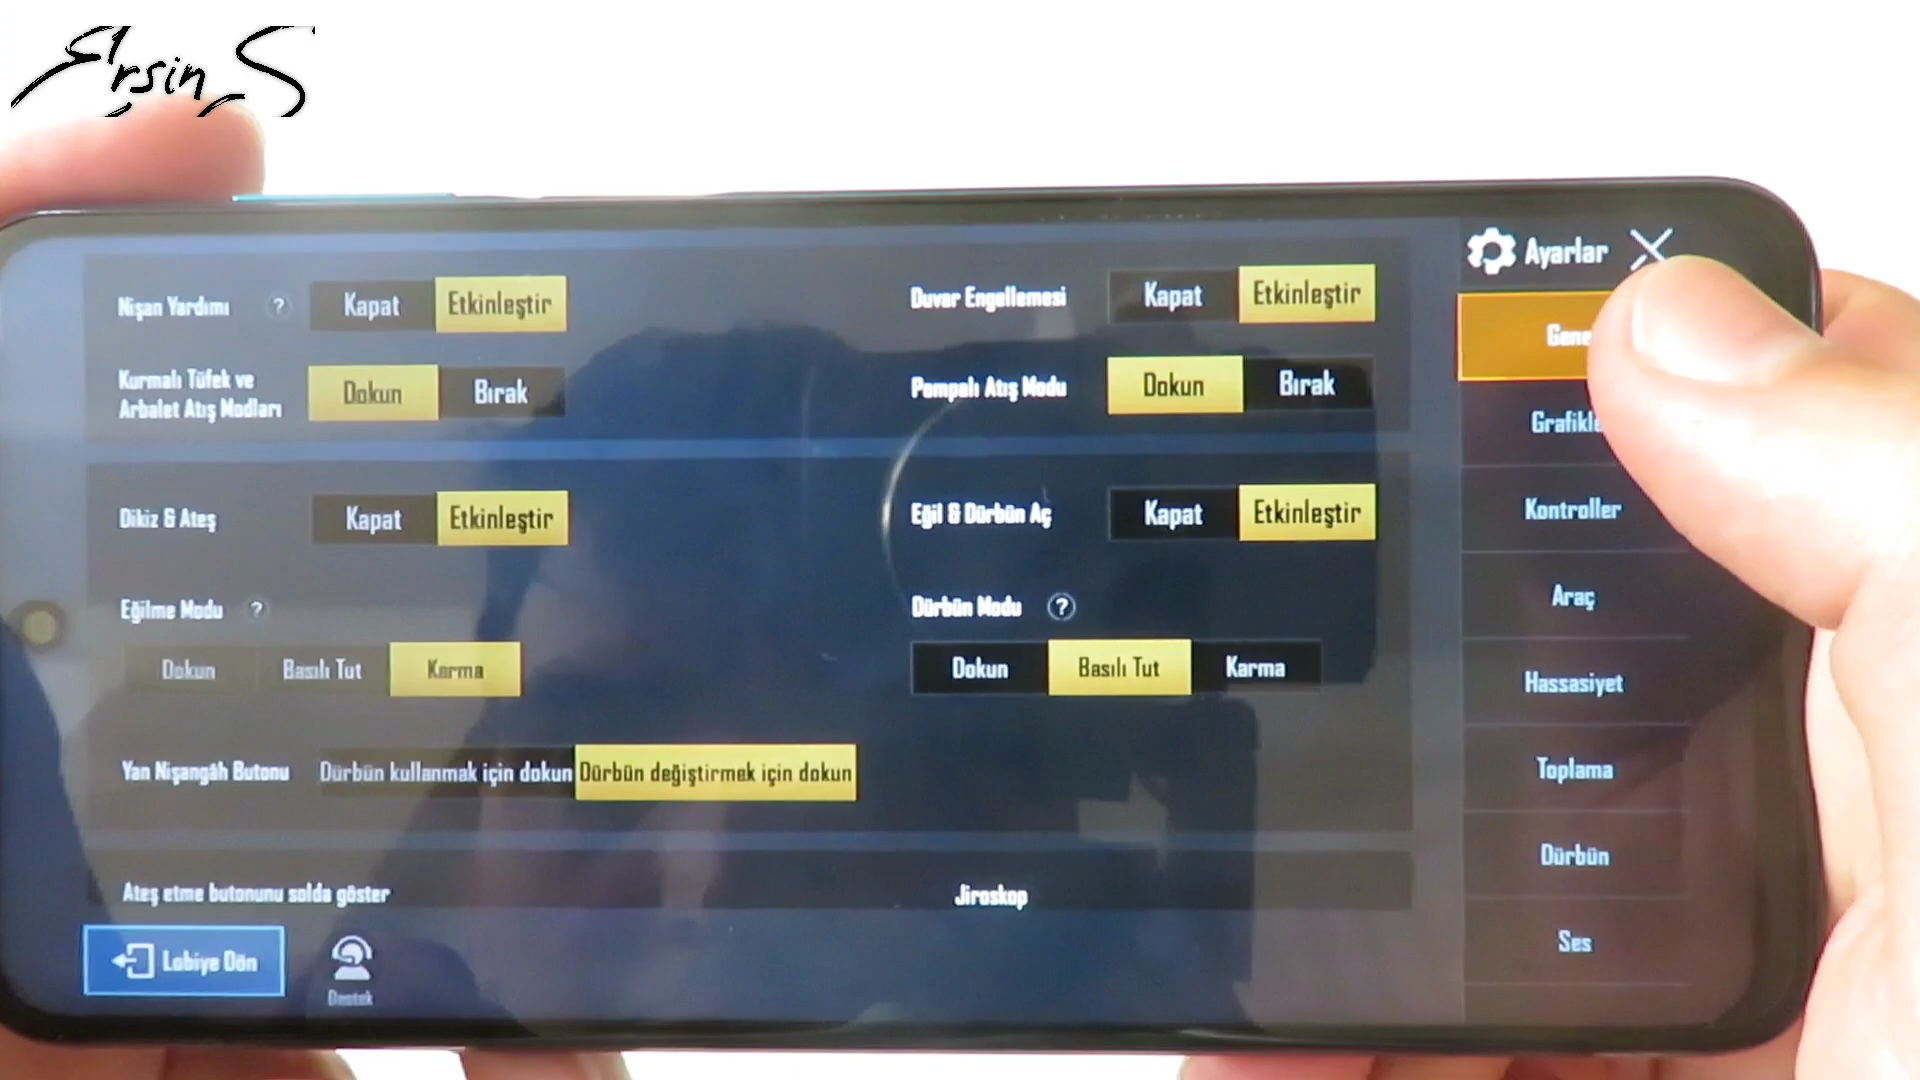 Ersin S
Ayarlar
Nişan Yardımı ? Kapat Etkinleştir
Duvar Engellemesi Kapat Etkinleştir
Kurmalı Tüfek ve
Arbalet Atış Modları Dokun Bırak
Pompalı Atış Modu Dokun Bırak
Dikiz & Ateş Kapat Etkinleştir
Eğil & Dürbün Aç Kapat Etkinleştir
Eğilme Modu ?
Dokun Basılı Tut Karma
Dürbün Modu ?
Dokun Basılı Tut Karma
Yan Nişangâh Butonu Dürbün kullanmak için dokun Dürbün değiştirmek için dokun
Ateş etme butonunu solda göster
Jiroskop
Lobiye Dön
Destek
Kontroller
Araç
Hassasiyet
Toplama
Dürbün
Ses